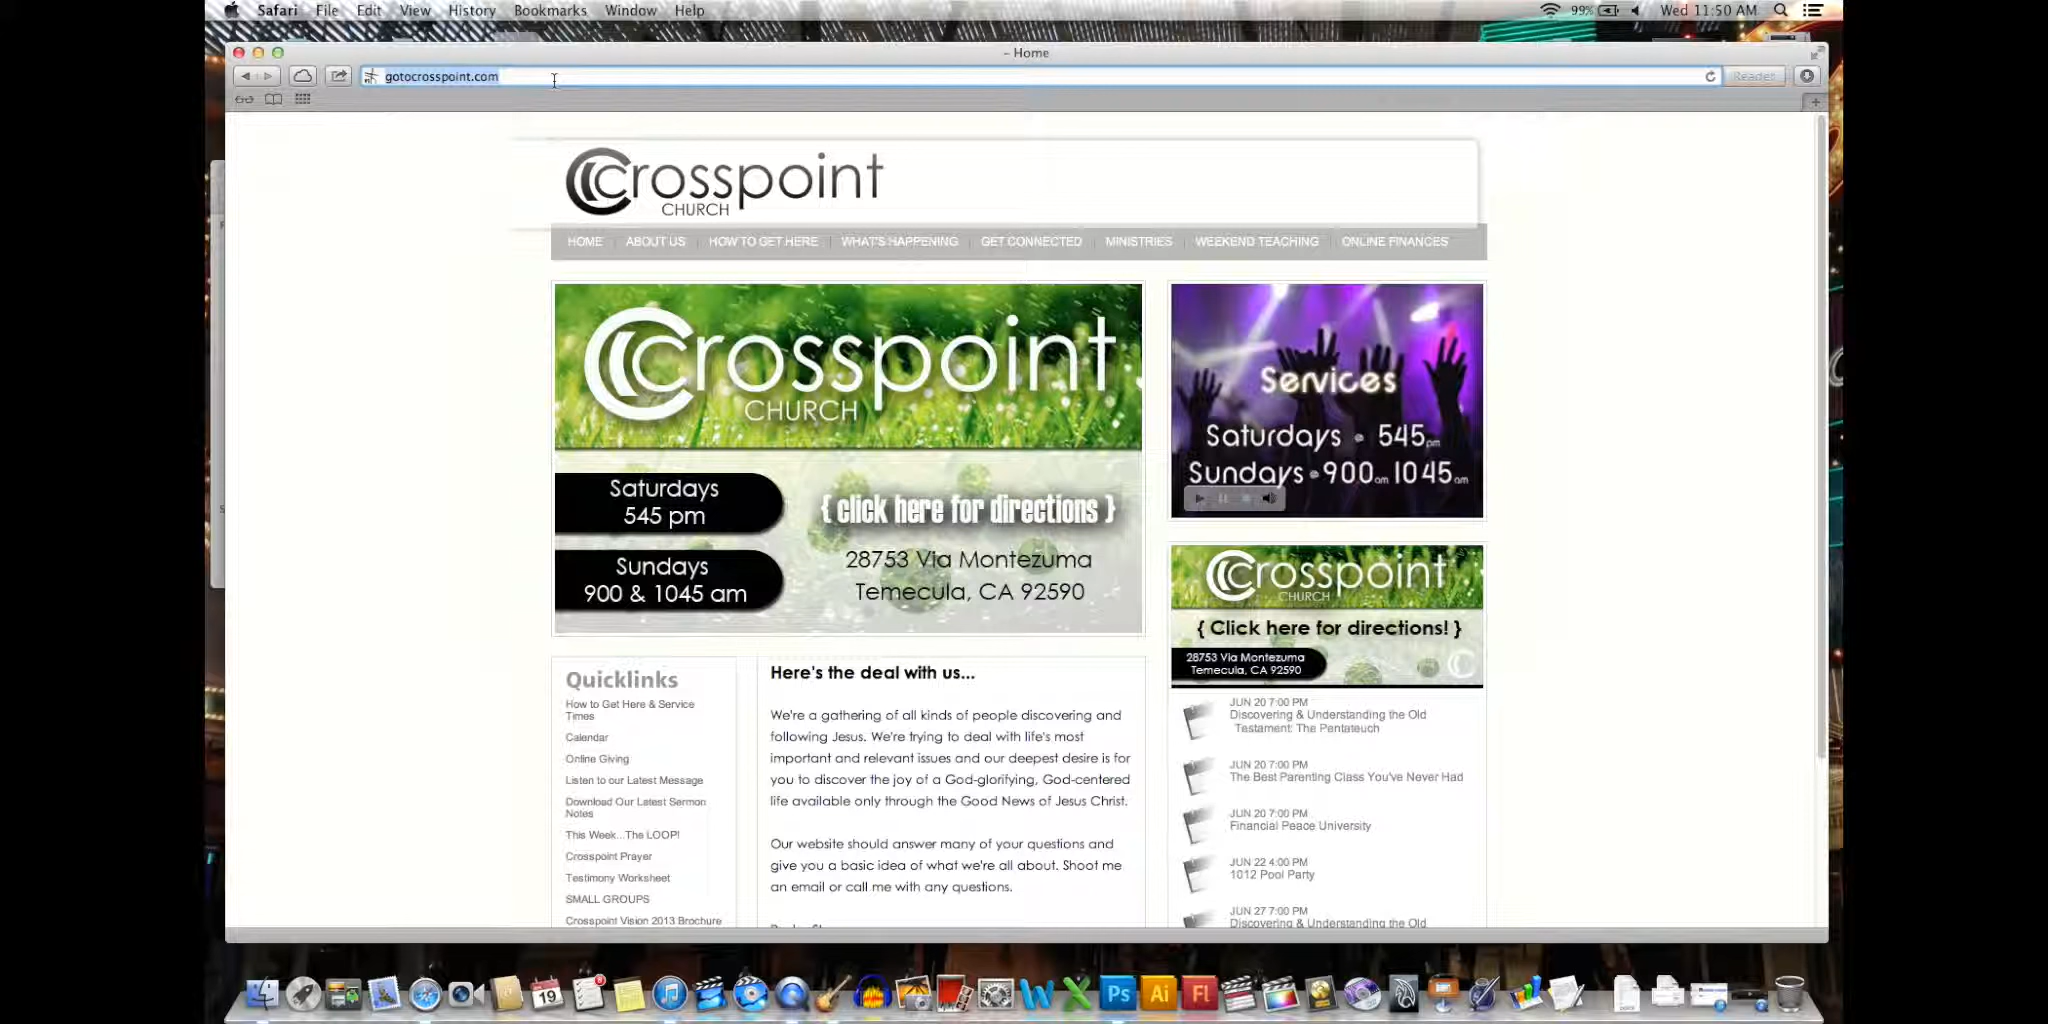 Safari File Edit View History Bookmarks Window Help
99% Wed 11:50 AM
- Home
gotocrosspoint.com
Reader
Crosspoint
CHURCH
HOME ABOUT US HOW TO GET HERE WHAT'S HAPPENING GET CONNECTED MINISTRIES WEEKEND TEACHING ONLINE FINANCES
Crosspoint
CHURCH
Saturdays
545 pm
Sundays
900 & 1045 am
{ click here for directions }
28753 Via Montezuma
Temecula, CA 92590
Services
Saturdays @ 545pm
Sundays @ 900am 1045am
Crosspoint
CHURCH
{ Click here for directions! }
28753 Via Montezuma
Temecula, CA 92590
Quicklinks
How to Get Here & Service
Times
Calendar
Online Giving
Listen to our Latest Message
Download Our Latest Sermon
Notes
This Week...The LOOP!
Crosspoint Prayer
Testimony Worksheet
SMALL GROUPS
Crosspoint Vision 2013 Brochure
Here's the deal with us...
We're a gathering of all kinds of people discovering and
following Jesus. We're trying to deal with life's most
important and relevant issues and our deepest desire is for
you to discover the joy of a God-glorifying, God-centered
life available only through the Good News of Jesus Christ.
Our website should answer many of your questions and
give you a basic idea of what we're all about. Shoot me
an email or call me with any questions.
JUN 20 7:00 PM
Discovering & Understanding the Old
Testament: The Pentateuch
JUN 20 7:00 PM
The Best Parenting Class You've Never Had
JUN 20 7:00 PM
Financial Peace University
JUN 22 4:00 PM
1012 Pool Party
JUN 27 7:00 PM
Discovering & Understanding the Old
19
8
Ps
Ai
Fl